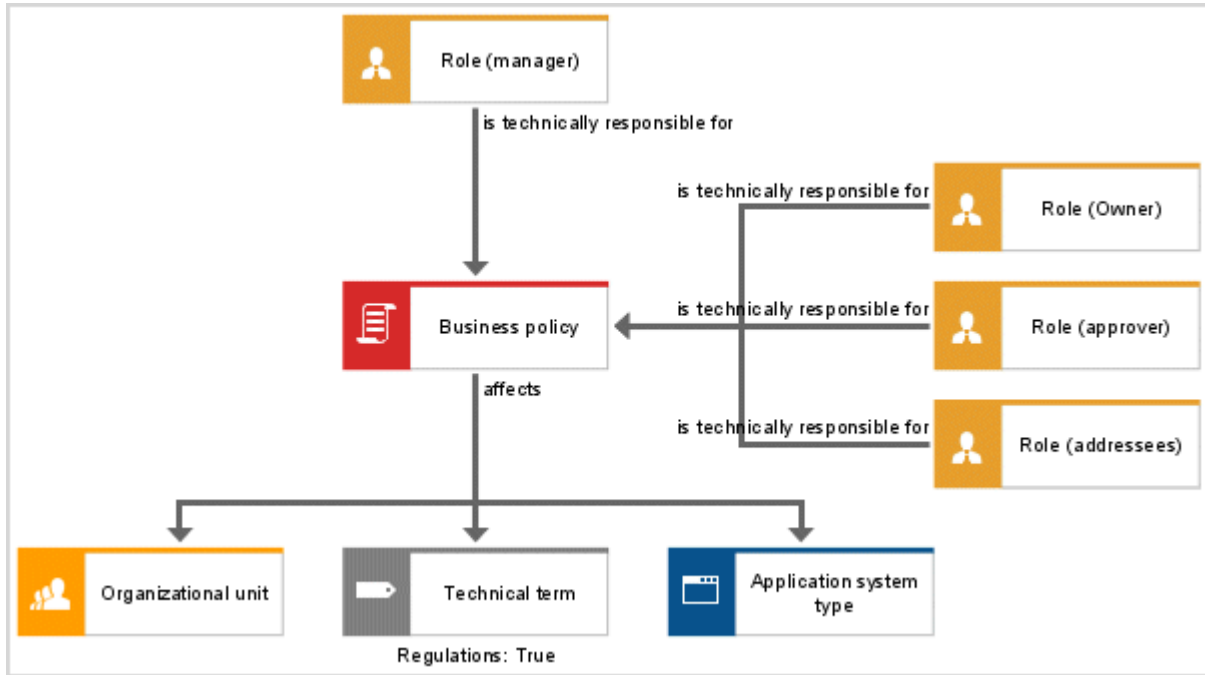 Role (manager)
is technically responsible for
is technically responsible for
Role (Owner)
Business policy
is technically responsible for
Role (approver)
affects
is technically responsible for
Role (addressees)
Organizational unit
Technical term
Application system
type
Regulations: True